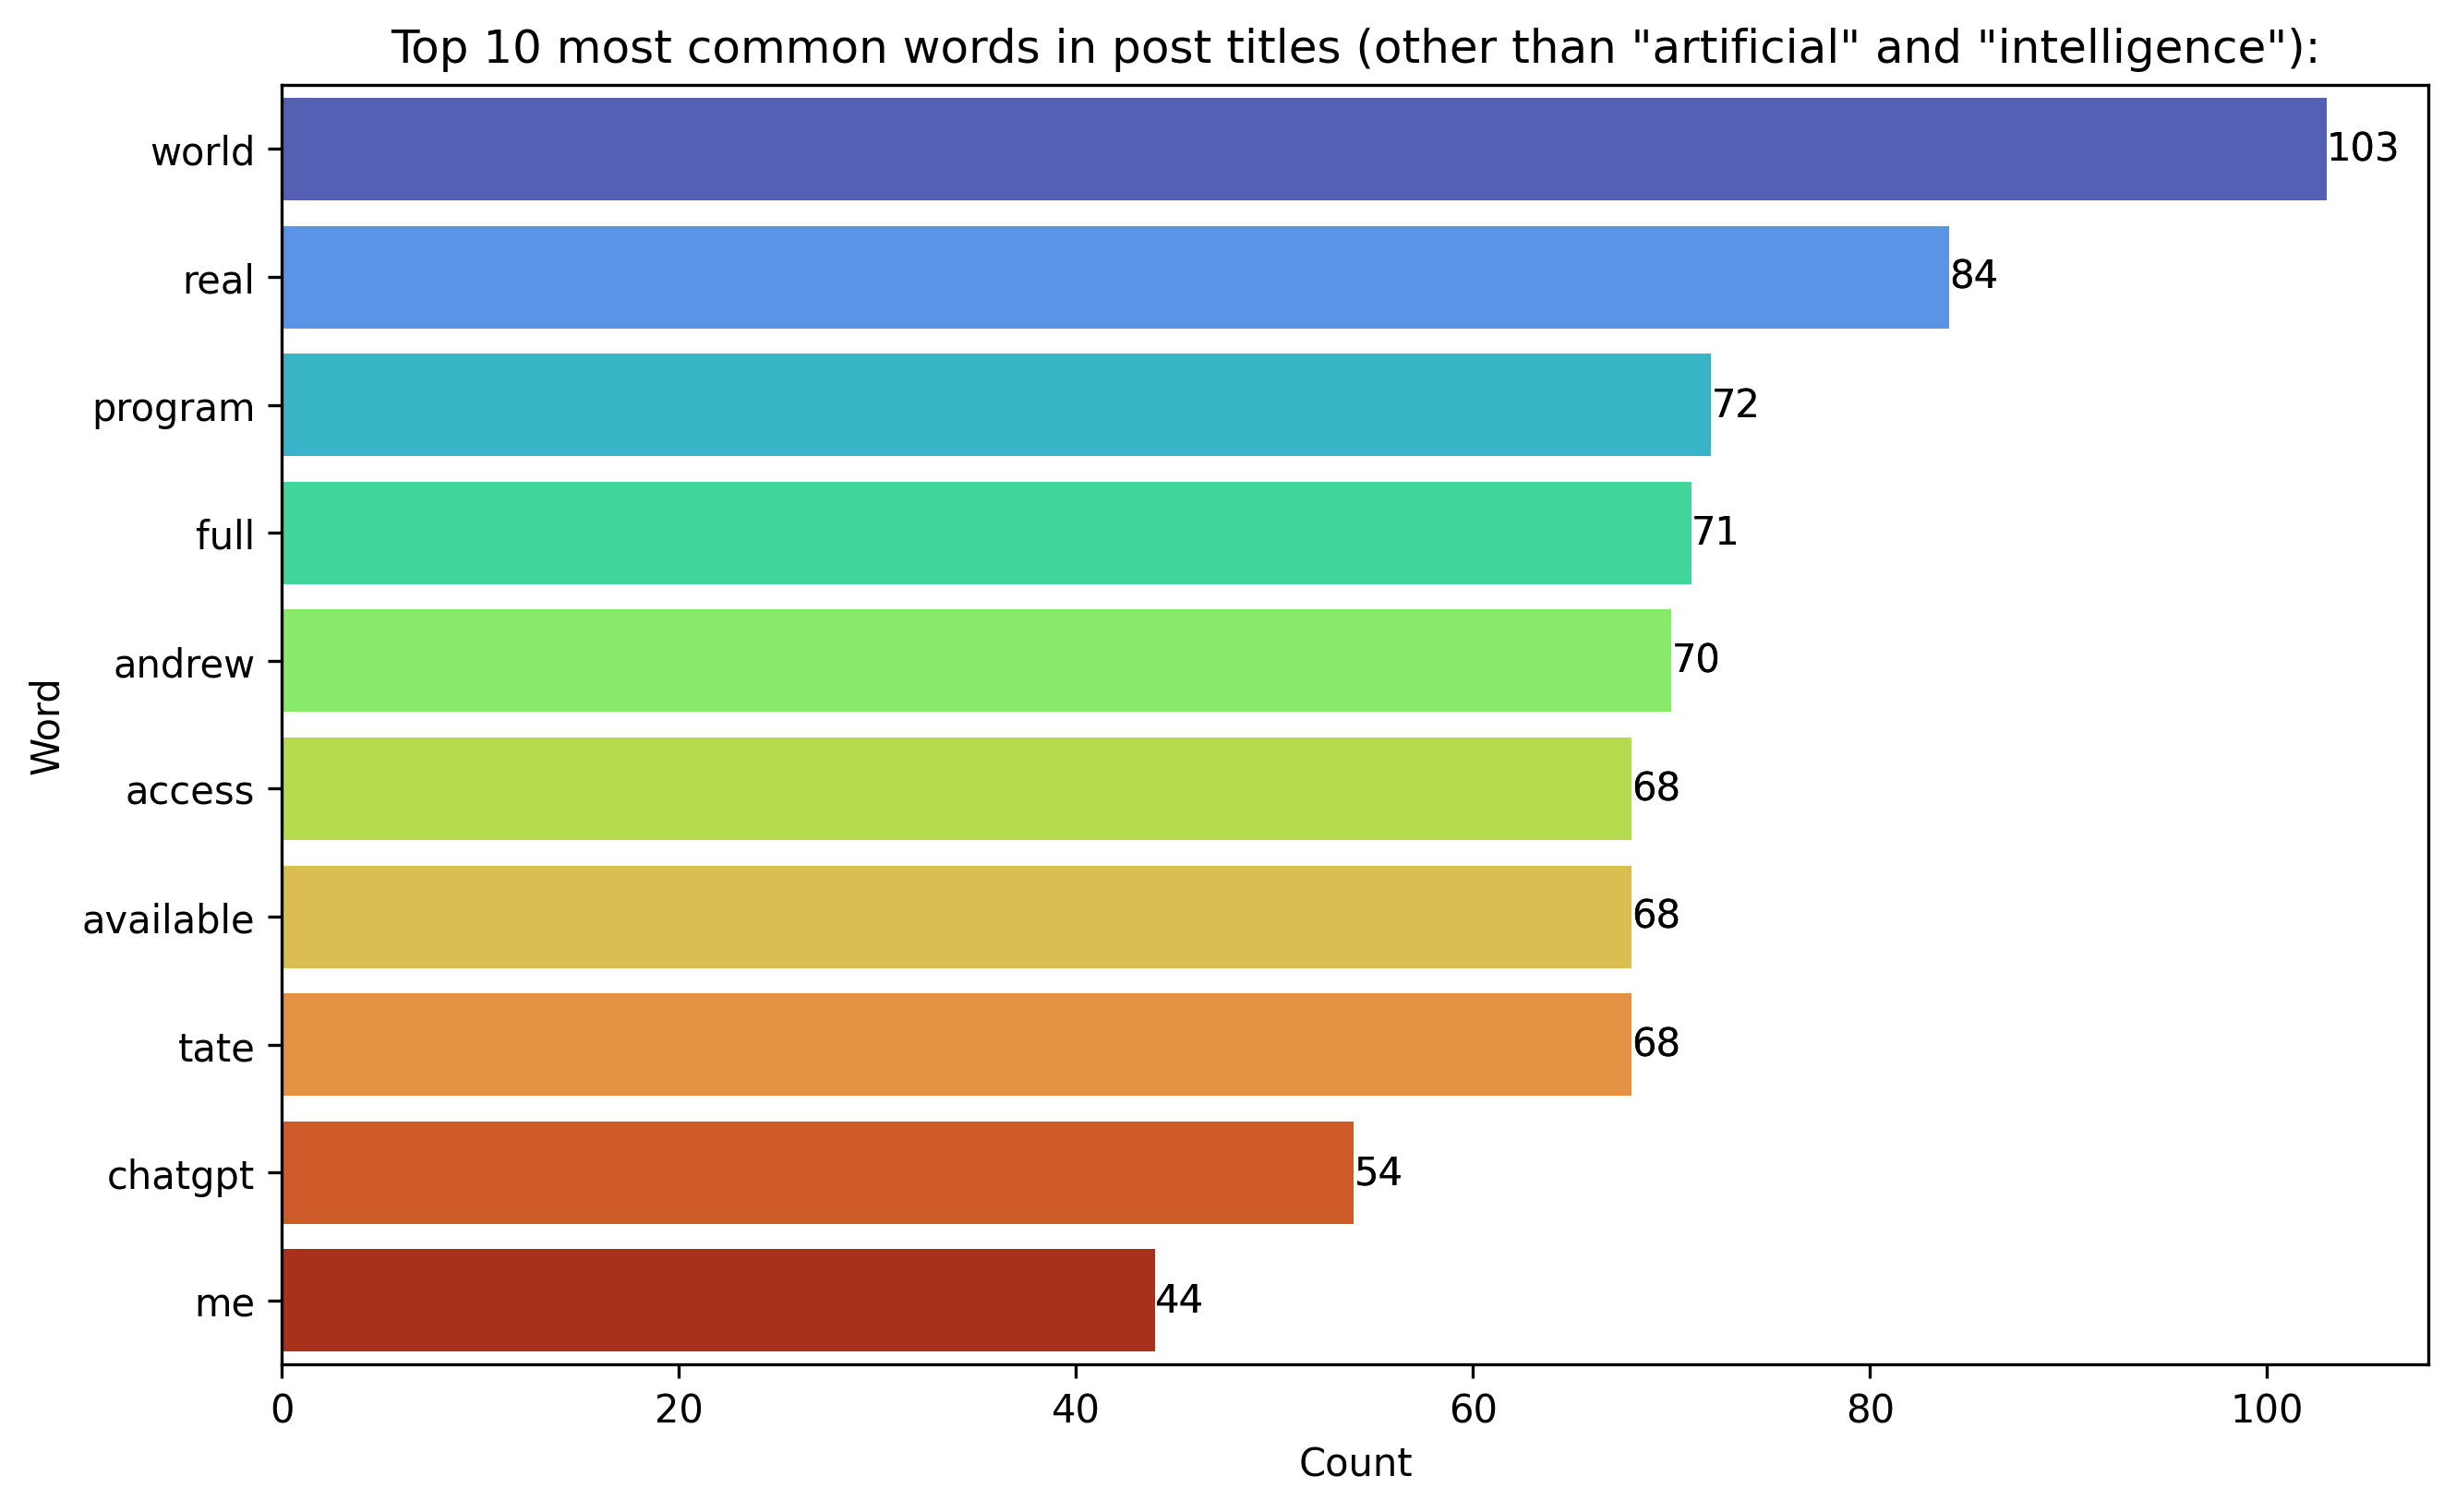 Top 10 most common words in post titles (other than "artificial" and "intelligence"):
world 103
real 84
program 72
full 71
andrew 70
access 68
available 68
tate 68
chatgpt 54
me 44
Word
0 20 40 60 80 100
Count